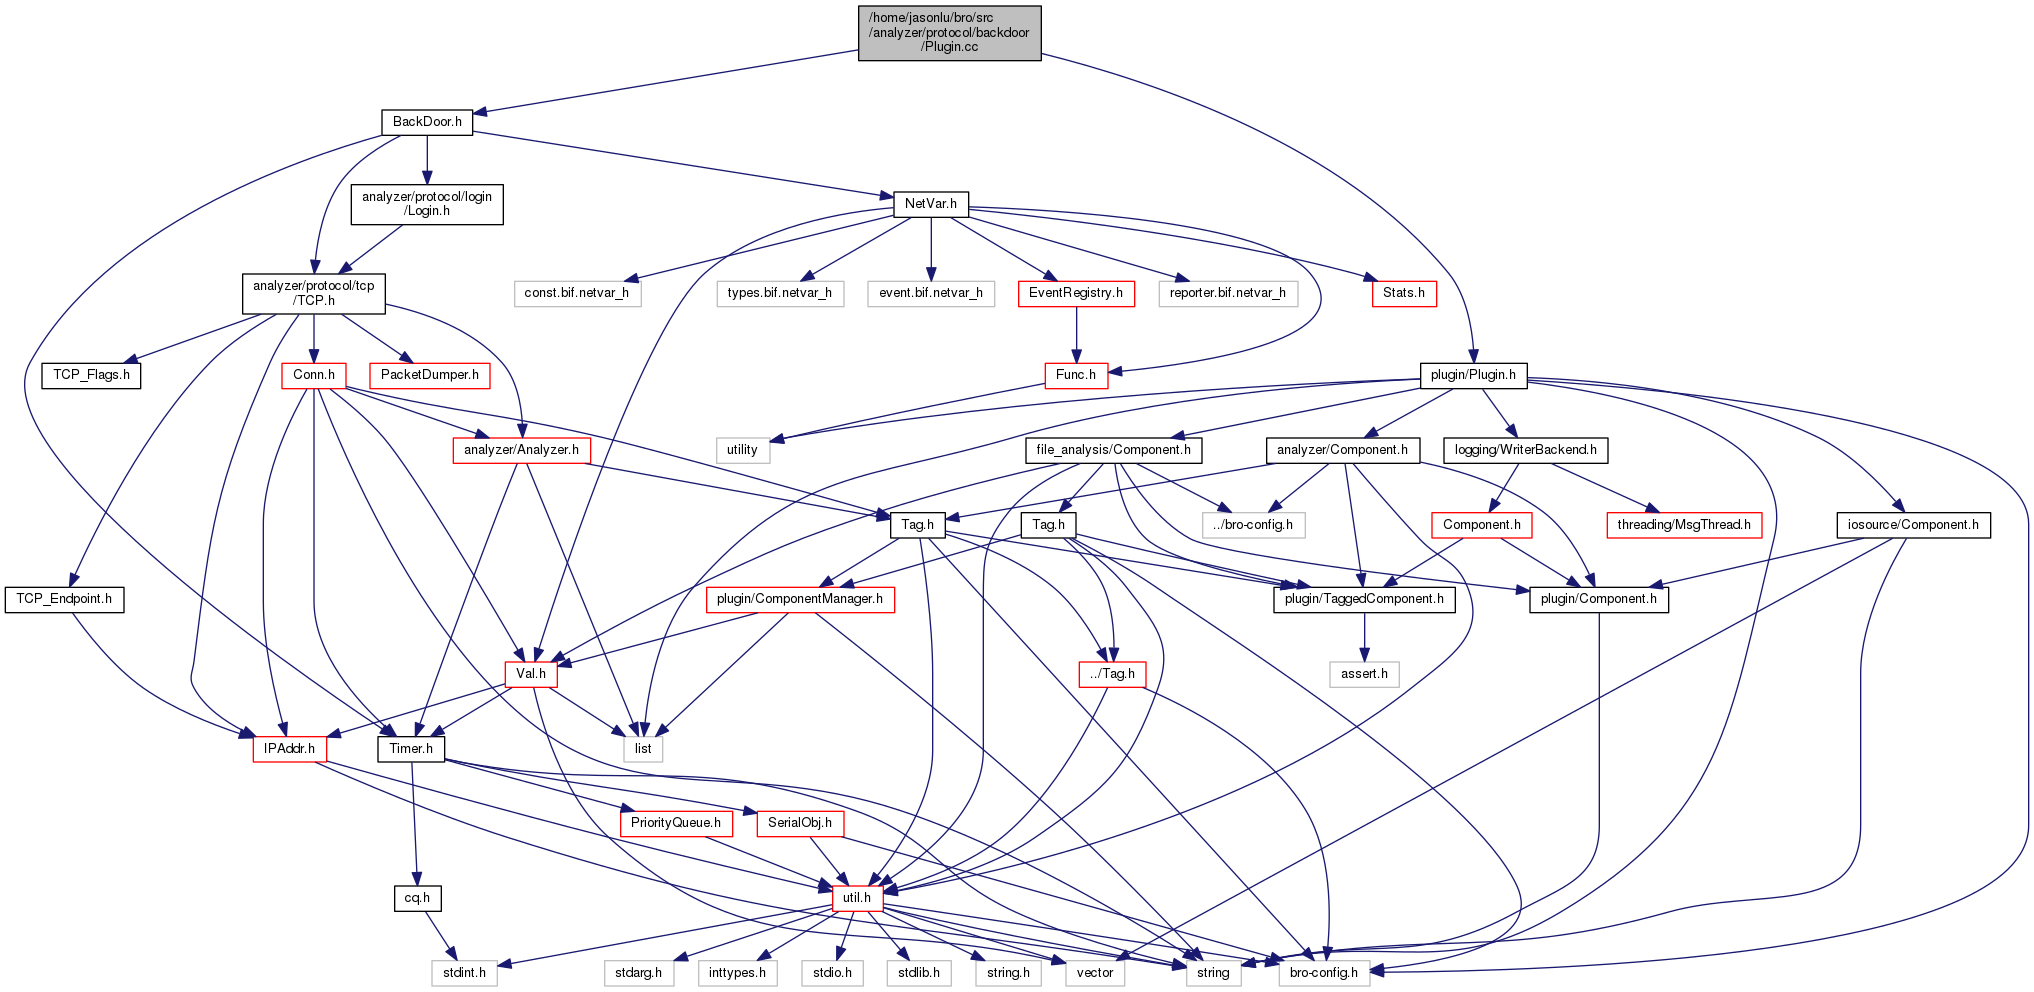 /home/jasonlu/bro/src
/analyzer/protocol/backdoor
/Plugin.cc
BackDoor.h
analyzer/protocol/login
/Login.h
NetVar.h
analyzer/protocol/tcp
/TCP.h
const.bif.netvar_h
types.bif.netvar_h
event.bif.netvar_h
EventRegistry.h
reporter.bif.netvar_h
Stats.h
TCP_Flags.h
Conn.h
PacketDumper.h
Func.h
plugin/Plugin.h
analyzer/Analyzer.h
utility
file_analysis/Component.h
analyzer/Component.h
logging/WriterBackend.h
Tag.h
Tag.h
../bro-config.h
Component.h
threading/MsgThread.h
iosource/Component.h
TCP_Endpoint.h
plugin/ComponentManager.h
plugin/TaggedComponent.h
plugin/Component.h
Val.h
../Tag.h
assert.h
IPAddr.h
Timer.h
list
PriorityQueue.h
SerialObj.h
cq.h
util.h
stdint.h
stdarg.h
inttypes.h
stdio.h
stdlib.h
string.h
vector
string
bro-config.h